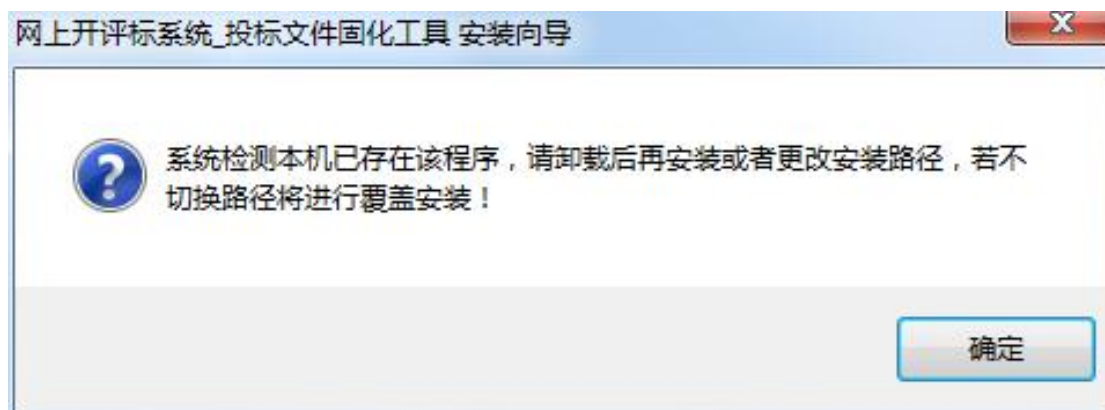 网上开评标系统_投标文件固化工具 安装向导
系统检测本机已存在该程序，请卸载后再安装或者更改安装路径，若不
切换路径将进行覆盖安装！
确定